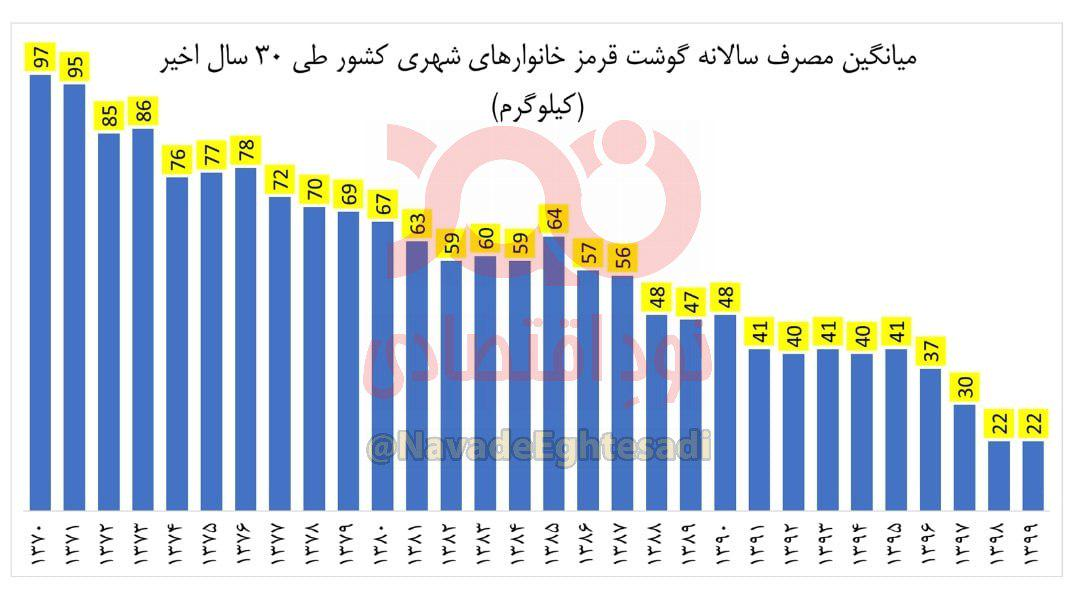 میانگین مصرف سالانه گوشت قرمز خانوارهای شهری کشور طی ۳۰ سال اخیر
(کیلوگرم)
97 95 85 86 76 77 78 72 70 69 67 63 59 60 59 64 57 56 48 47 48 41 40 41 40 41 37 30 22 22
نود اقتصادی
@NavadeEghtesadi
۱۳۷۰ ۱۳۷۱ ۱۳۷۲ ۱۳۷۳ ۱۳۷۴ ۱۳۷۵ ۱۳۷۶ ۱۳۷۷ ۱۳۷۸ ۱۳۷۹ ۱۳۸۰ ۱۳۸۱ ۱۳۸۲ ۱۳۸۳ ۱۳۸۴ ۱۳۸۵ ۱۳۸۶ ۱۳۸۷ ۱۳۸۸ ۱۳۸۹ ۱۳۹۰ ۱۳۹۱ ۱۳۹۲ ۱۳۹۳ ۱۳۹۴ ۱۳۹۵ ۱۳۹۶ ۱۳۹۷ ۱۳۹۸ ۱۳۹۹